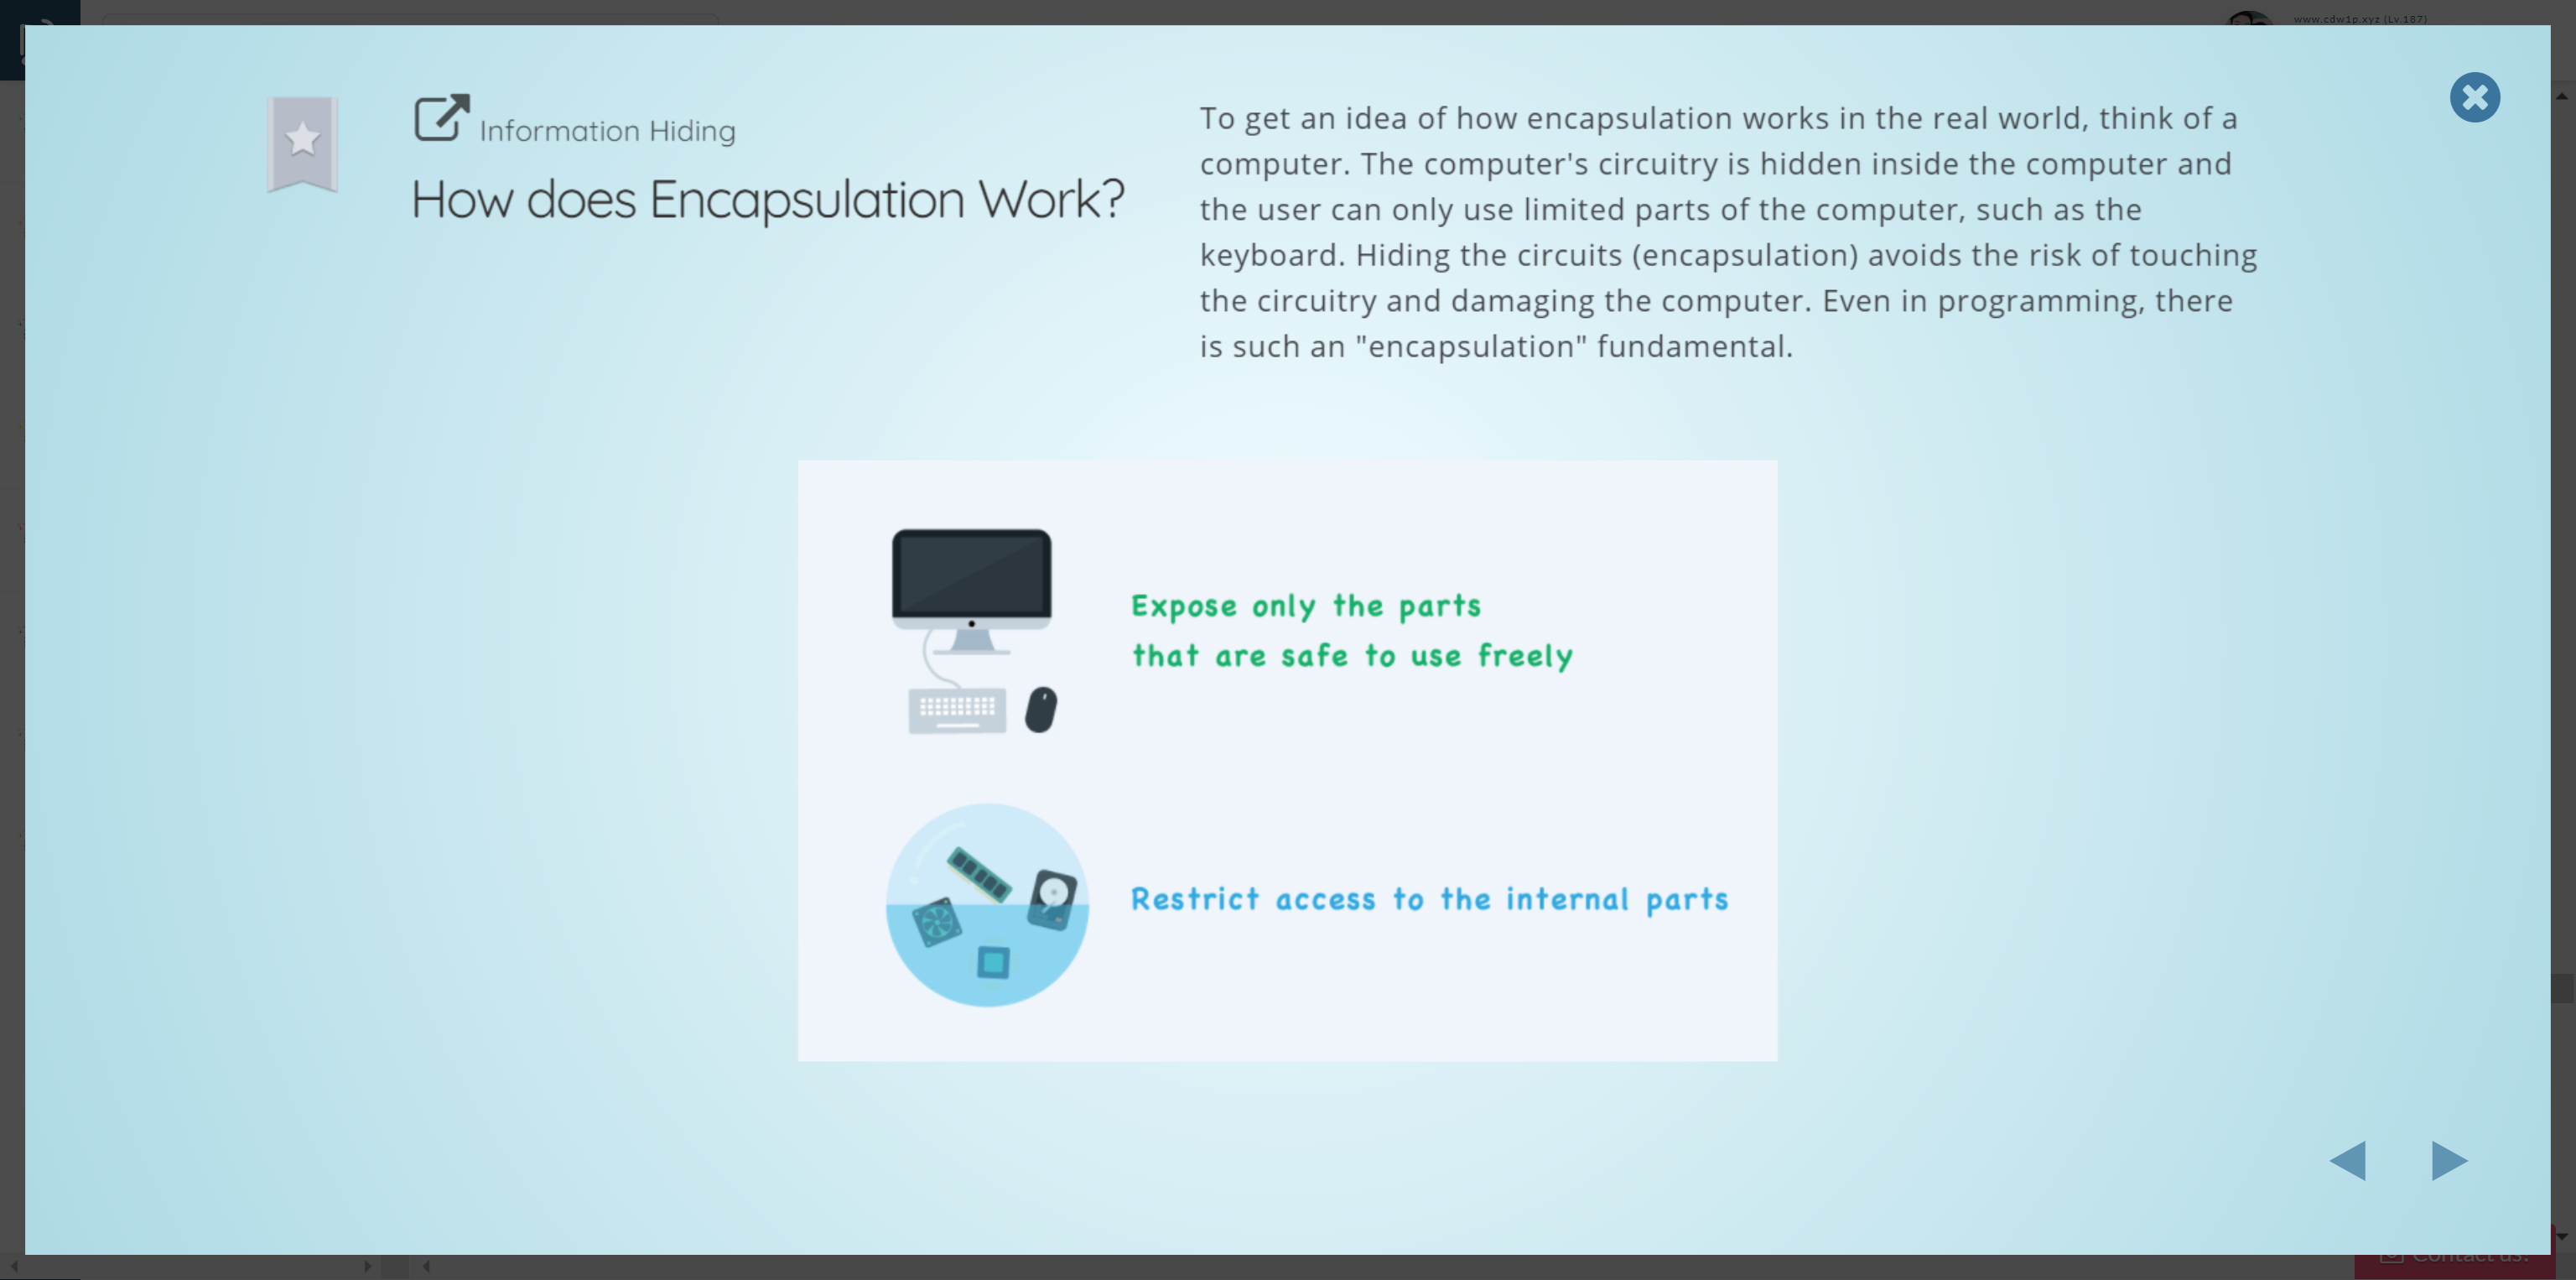 www.cdw1p.xyz (Lv.187)
Information Hiding
How does Encapsulation Work?
To get an idea of how encapsulation works in the real world, think of a
computer. The computer's circuitry is hidden inside the computer and
the user can only use limited parts of the computer, such as the
keyboard. Hiding the circuits (encapsulation) avoids the risk of touching
the circuitry and damaging the computer. Even in programming, there
is such an "encapsulation" fundamental.
Expose only the parts
that are safe to use freely
Restrict access to the internal parts
Contact us!